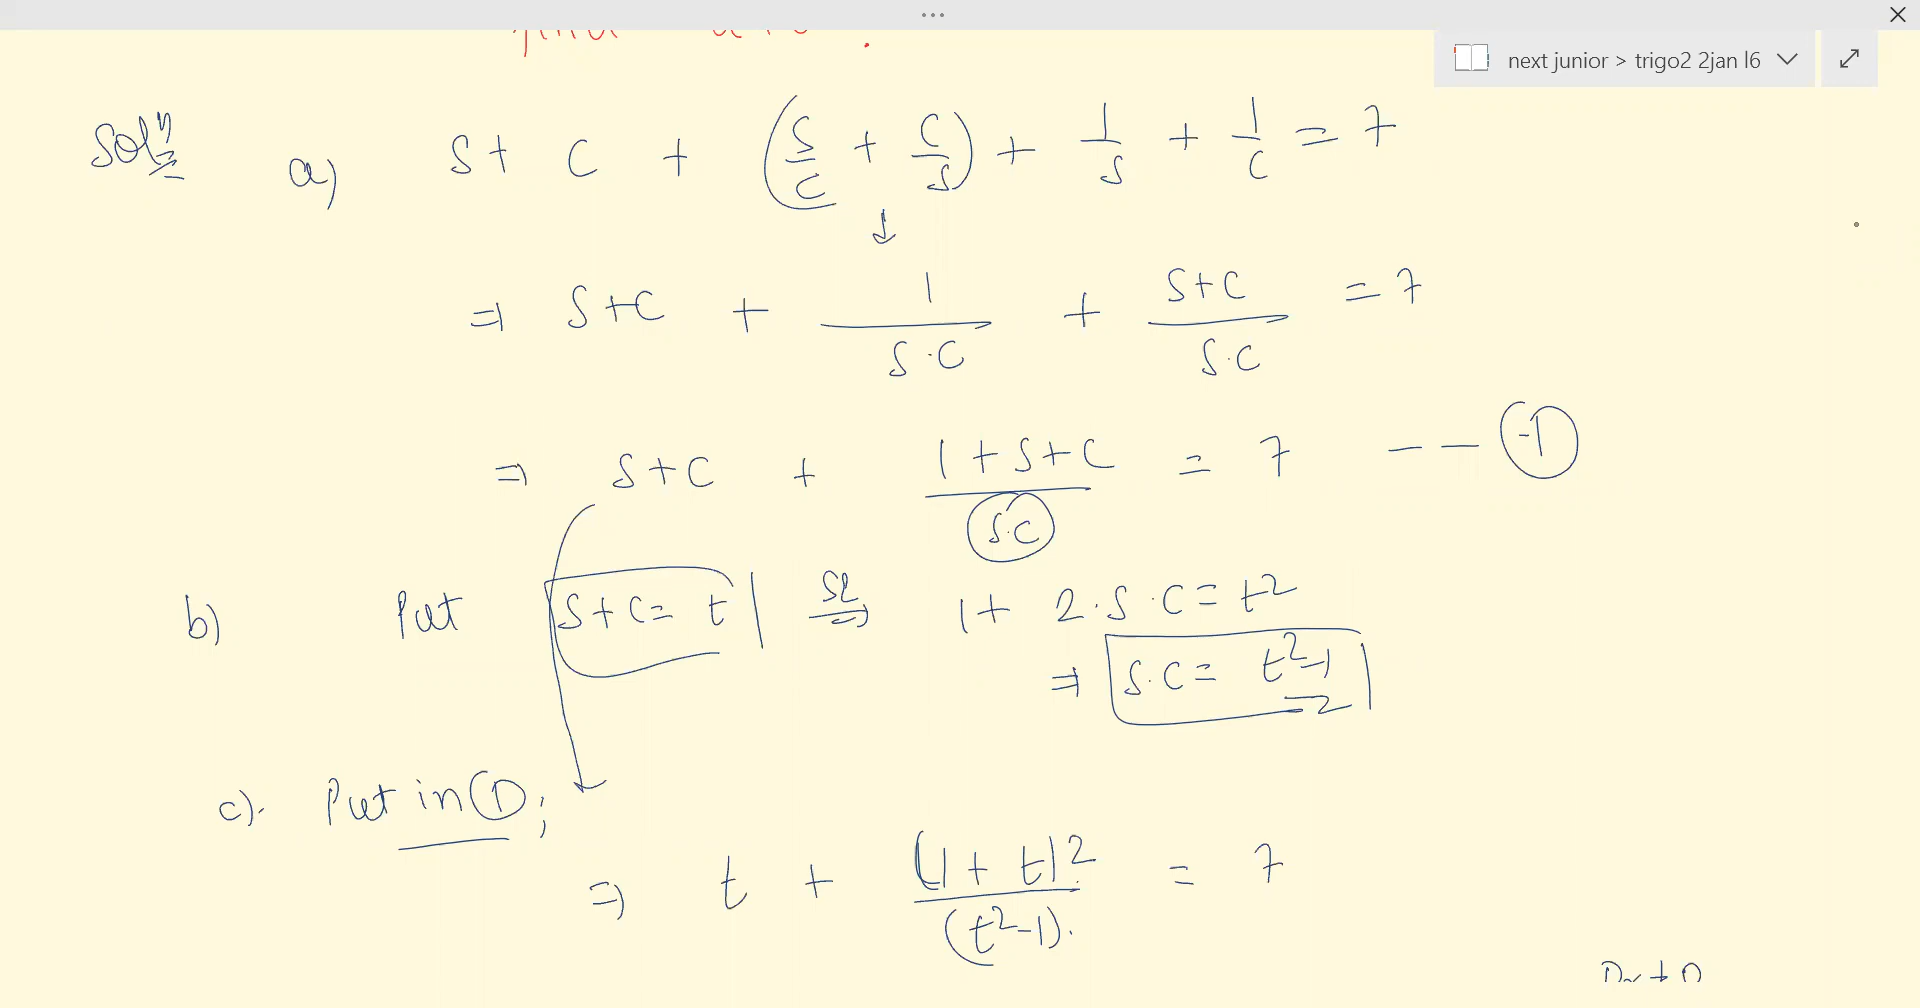 next junior > trigo2 2jan l6
Solⁿ a) S + C + (S/C + C/S) + 1/S + 1/C = 7
↓
⇒ S+C + 1/(S·C) + (S+C)/(S·C) = 7
⇒ S+C + (1+S+C)/(S·C) = 7 -- (1)
b) Put S+C = t | ⇒ 1 + 2·S·C = t²
⇒ S·C = (t²-1)/2
c). Put in (1);
⇒ t + (1+t)2/(t²-1). = 7